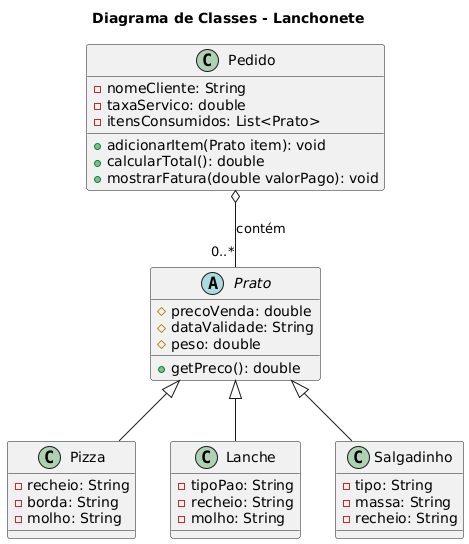 Diagrama de Classes - Lanchonete
C Pedido
nomeCliente: String
taxaServico: double
itensConsumidos: List<Prato>
adicionarItem(Prato item): void
calcularTotal(): double
mostrarFatura(double valorPago): void
contém
0..*
A Prato
precoVenda: double
dataValidade: String
peso: double
getPreco(): double
C Pizza
recheio: String
borda: String
molho: String
C Lanche
tipoPao: String
recheio: String
molho: String
C Salgadinho
tipo: String
massa: String
recheio: String